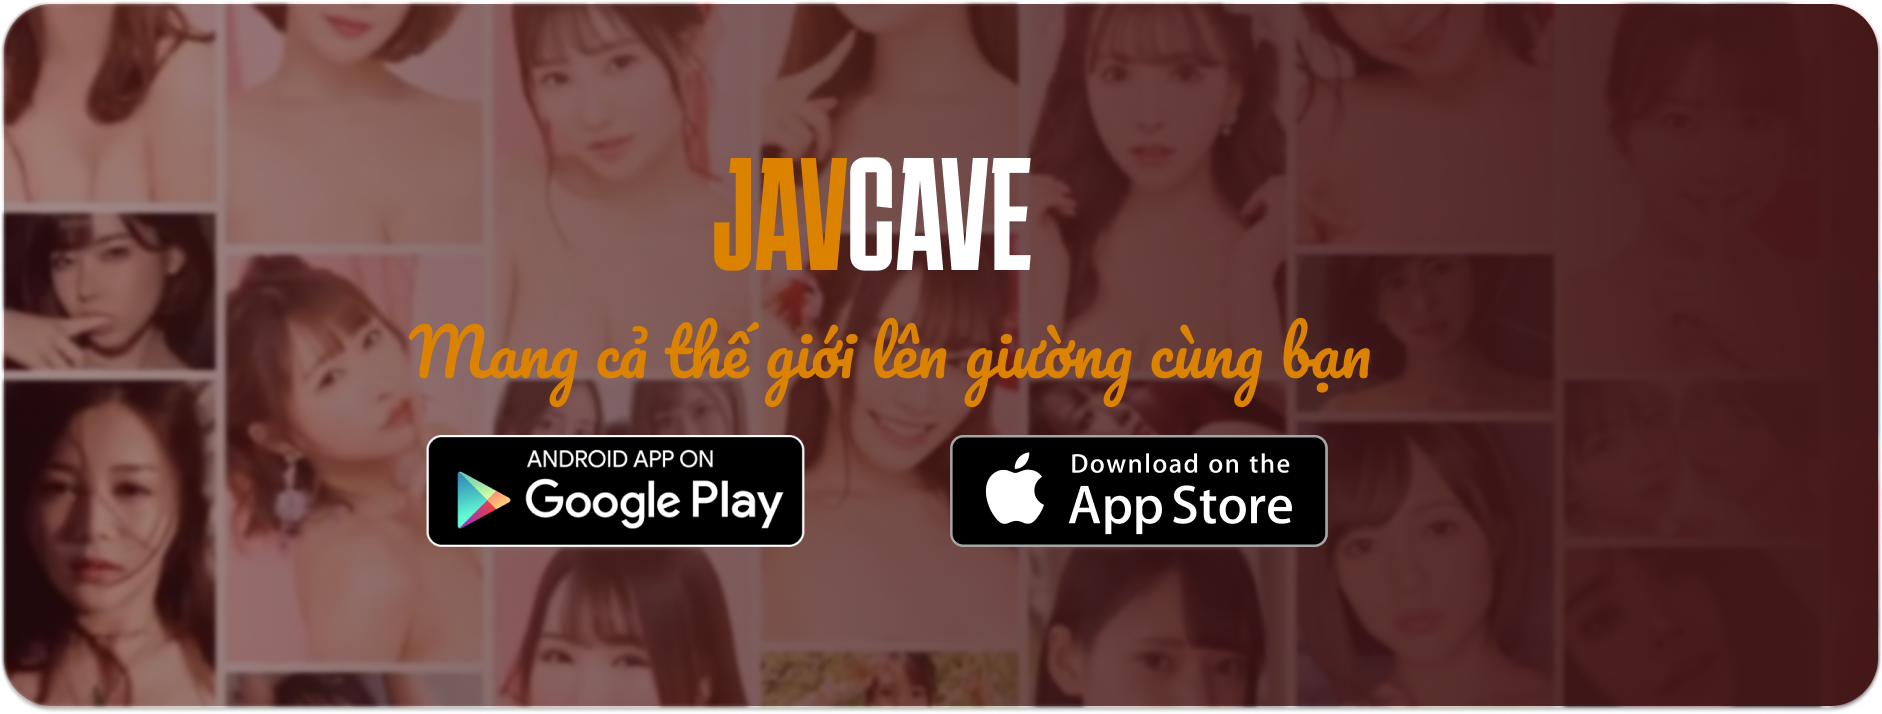 JAVCAVE
Mang cả thế giới lên giường cùng bạn
ANDROID APP ON
Google Play
Download on the
App Store